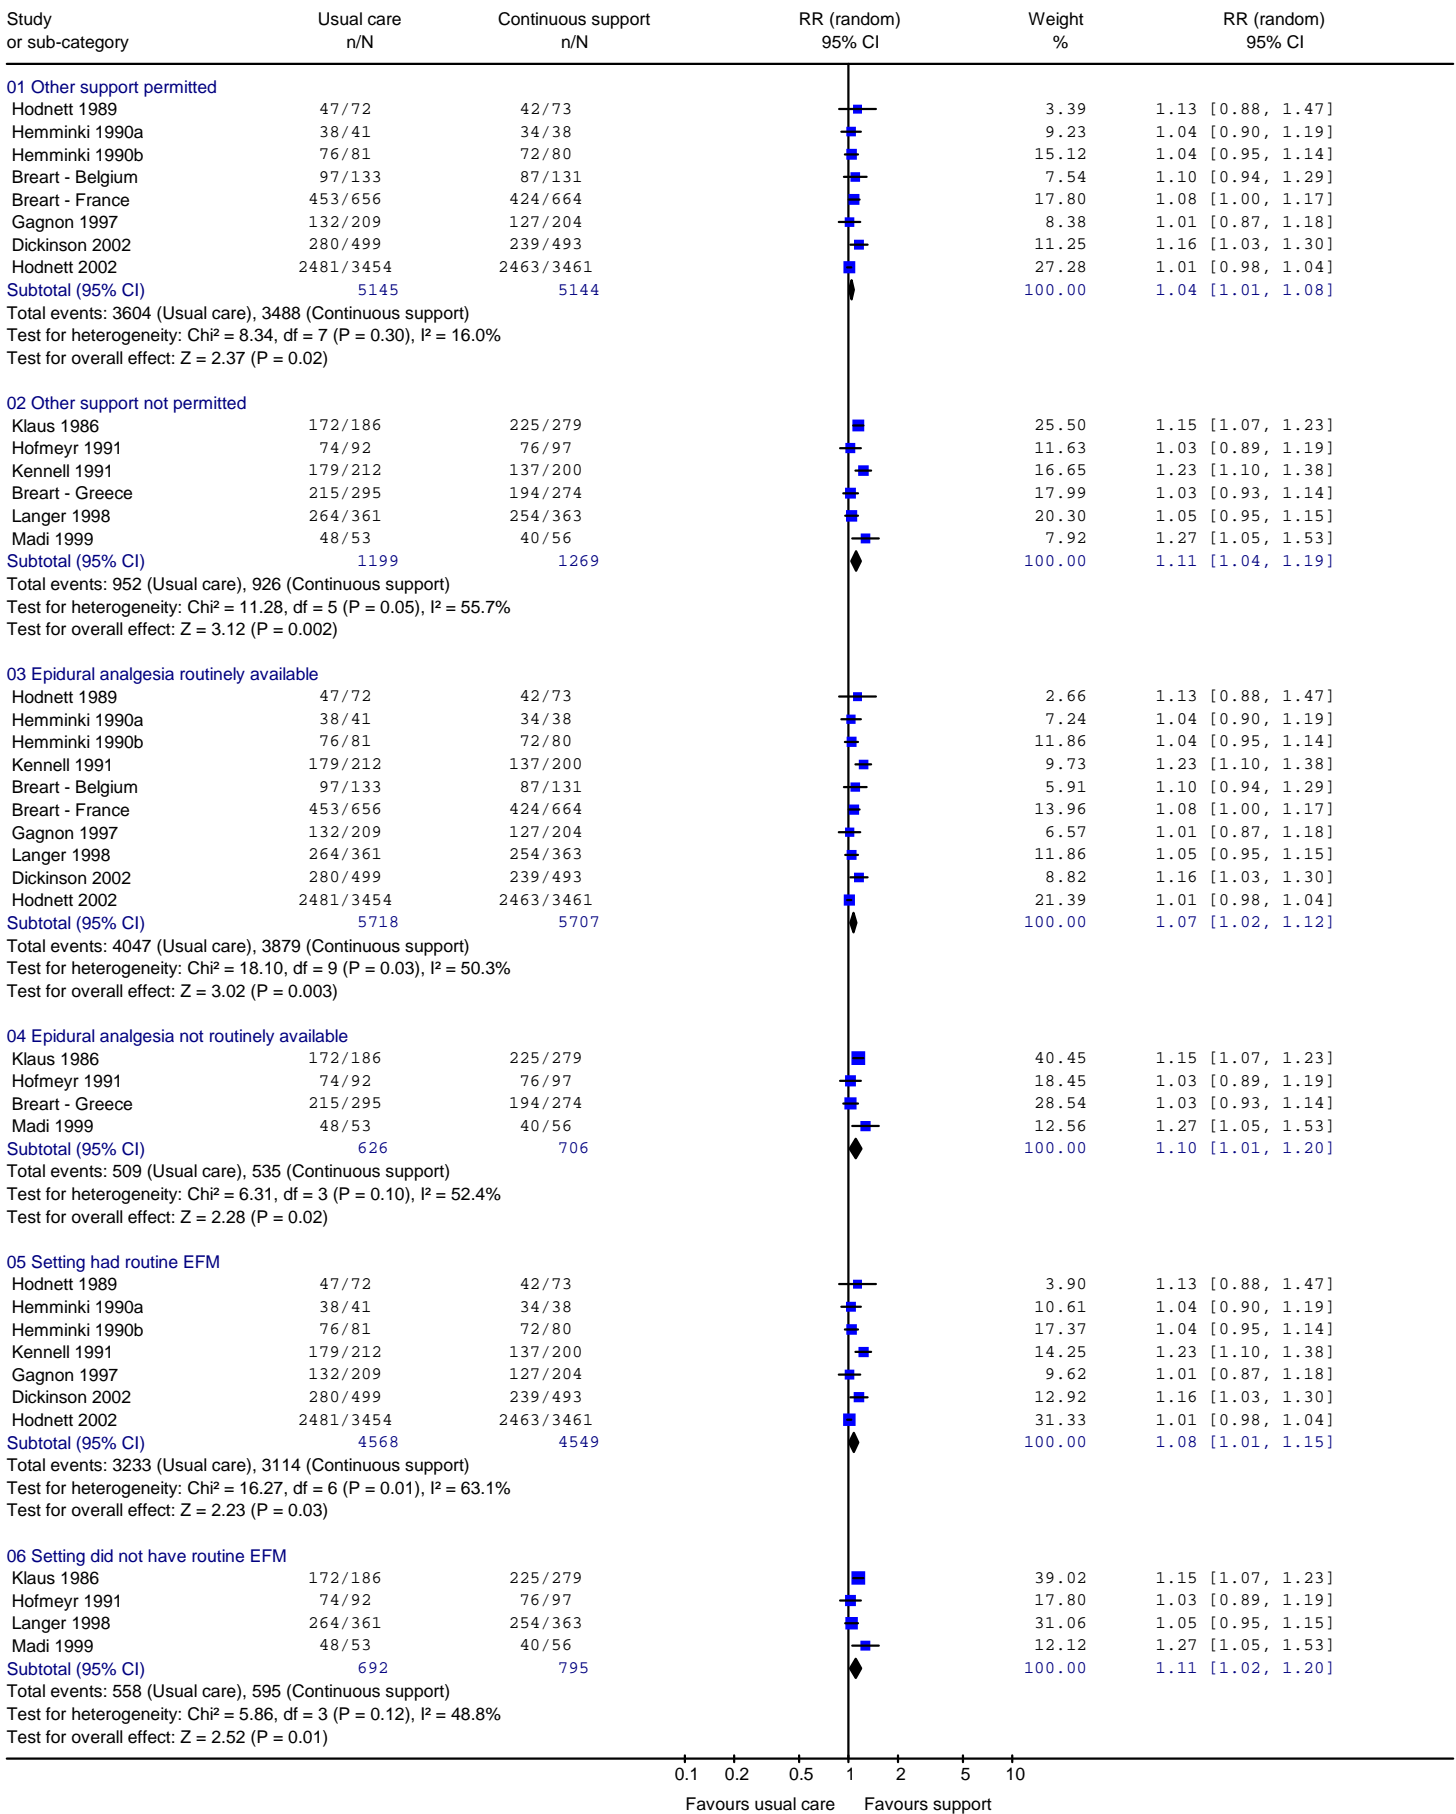 Study Usual care Continuous support RR (random) Weight RR (random)
or sub-category n/N n/N 95% CI % 95% CI
01 Other support permitted
Hodnett 1989 47/72 42/73 3.39 1.13 [0.88, 1.47]
Hemminki 1990a 38/41 34/38 9.23 1.04 [0.90, 1.19]
Hemminki 1990b 76/81 72/80 15.12 1.04 [0.95, 1.14]
Breart - Belgium 97/133 87/131 7.54 1.10 [0.94, 1.29]
Breart - France 453/656 424/664 17.80 1.08 [1.00, 1.17]
Gagnon 1997 132/209 127/204 8.38 1.01 [0.87, 1.18]
Dickinson 2002 280/499 239/493 11.25 1.16 [1.03, 1.30]
Hodnett 2002 2481/3454 2463/3461 27.28 1.01 [0.98, 1.04]
Subtotal (95% CI) 5145 5144 100.00 1.04 [1.01, 1.08]
Total events: 3604 (Usual care), 3488 (Continuous support)
Test for heterogeneity: Chi² = 8.34, df = 7 (P = 0.30), I² = 16.0%
Test for overall effect: Z = 2.37 (P = 0.02)
02 Other support not permitted
Klaus 1986 172/186 225/279 25.50 1.15 [1.07, 1.23]
Hofmeyr 1991 74/92 76/97 11.63 1.03 [0.89, 1.19]
Kennell 1991 179/212 137/200 16.65 1.23 [1.10, 1.38]
Breart - Greece 215/295 194/274 17.99 1.03 [0.93, 1.14]
Langer 1998 264/361 254/363 20.30 1.05 [0.95, 1.15]
Madi 1999 48/53 40/56 7.92 1.27 [1.05, 1.53]
Subtotal (95% CI) 1199 1269 100.00 1.11 [1.04, 1.19]
Total events: 952 (Usual care), 926 (Continuous support)
Test for heterogeneity: Chi² = 11.28, df = 5 (P = 0.05), I² = 55.7%
Test for overall effect: Z = 3.12 (P = 0.002)
03 Epidural analgesia routinely available
Hodnett 1989 47/72 42/73 2.66 1.13 [0.88, 1.47]
Hemminki 1990a 38/41 34/38 7.24 1.04 [0.90, 1.19]
Hemminki 1990b 76/81 72/80 11.86 1.04 [0.95, 1.14]
Kennell 1991 179/212 137/200 9.73 1.23 [1.10, 1.38]
Breart - Belgium 97/133 87/131 5.91 1.10 [0.94, 1.29]
Breart - France 453/656 424/664 13.96 1.08 [1.00, 1.17]
Gagnon 1997 132/209 127/204 6.57 1.01 [0.87, 1.18]
Langer 1998 264/361 254/363 11.86 1.05 [0.95, 1.15]
Dickinson 2002 280/499 239/493 8.82 1.16 [1.03, 1.30]
Hodnett 2002 2481/3454 2463/3461 21.39 1.01 [0.98, 1.04]
Subtotal (95% CI) 5718 5707 100.00 1.07 [1.02, 1.12]
Total events: 4047 (Usual care), 3879 (Continuous support)
Test for heterogeneity: Chi² = 18.10, df = 9 (P = 0.03), I² = 50.3%
Test for overall effect: Z = 3.02 (P = 0.003)
04 Epidural analgesia not routinely available
Klaus 1986 172/186 225/279 40.45 1.15 [1.07, 1.23]
Hofmeyr 1991 74/92 76/97 18.45 1.03 [0.89, 1.19]
Breart - Greece 215/295 194/274 28.54 1.03 [0.93, 1.14]
Madi 1999 48/53 40/56 12.56 1.27 [1.05, 1.53]
Subtotal (95% CI) 626 706 100.00 1.10 [1.01, 1.20]
Total events: 509 (Usual care), 535 (Continuous support)
Test for heterogeneity: Chi² = 6.31, df = 3 (P = 0.10), I² = 52.4%
Test for overall effect: Z = 2.28 (P = 0.02)
05 Setting had routine EFM
Hodnett 1989 47/72 42/73 3.90 1.13 [0.88, 1.47]
Hemminki 1990a 38/41 34/38 10.61 1.04 [0.90, 1.19]
Hemminki 1990b 76/81 72/80 17.37 1.04 [0.95, 1.14]
Kennell 1991 179/212 137/200 14.25 1.23 [1.10, 1.38]
Gagnon 1997 132/209 127/204 9.62 1.01 [0.87, 1.18]
Dickinson 2002 280/499 239/493 12.92 1.16 [1.03, 1.30]
Hodnett 2002 2481/3454 2463/3461 31.33 1.01 [0.98, 1.04]
Subtotal (95% CI) 4568 4549 100.00 1.08 [1.01, 1.15]
Total events: 3233 (Usual care), 3114 (Continuous support)
Test for heterogeneity: Chi² = 16.27, df = 6 (P = 0.01), I² = 63.1%
Test for overall effect: Z = 2.23 (P = 0.03)
06 Setting did not have routine EFM
Klaus 1986 172/186 225/279 39.02 1.15 [1.07, 1.23]
Hofmeyr 1991 74/92 76/97 17.80 1.03 [0.89, 1.19]
Langer 1998 264/361 254/363 31.06 1.05 [0.95, 1.15]
Madi 1999 48/53 40/56 12.12 1.27 [1.05, 1.53]
Subtotal (95% CI) 692 795 100.00 1.11 [1.02, 1.20]
Total events: 558 (Usual care), 595 (Continuous support)
Test for heterogeneity: Chi² = 5.86, df = 3 (P = 0.12), I² = 48.8%
Test for overall effect: Z = 2.52 (P = 0.01)
0.1 0.2 0.5 1 2 5 10
Favours usual care Favours support